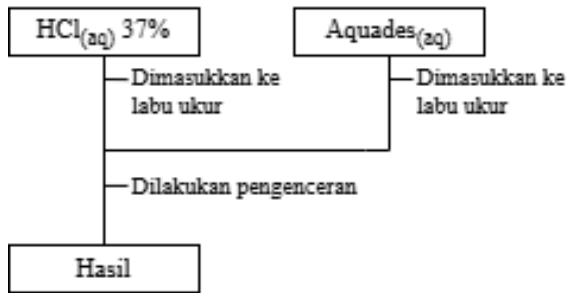 HCl(aq) 37%
Aquades(aq)
Dimasukkan ke
labu ukur
Dimasukkan ke
labu ukur
Dilakukan pengenceran
Hasil